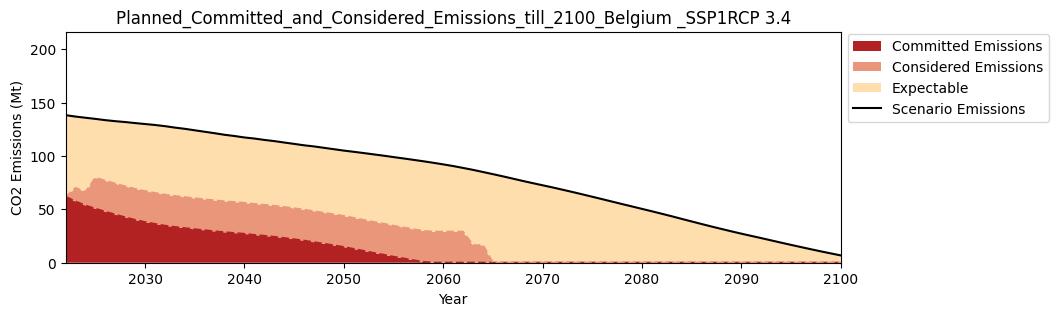 Planned_Committed_and_Considered_Emissions_till_2100_Belgium _SSP1RCP 3.4
200
150
100
50
0
CO2 Emissions (Mt)
2030
2040
2050
2060
2070
2080
2090
2100
Year
Committed Emissions
Considered Emissions
Expectable
Scenario Emissions